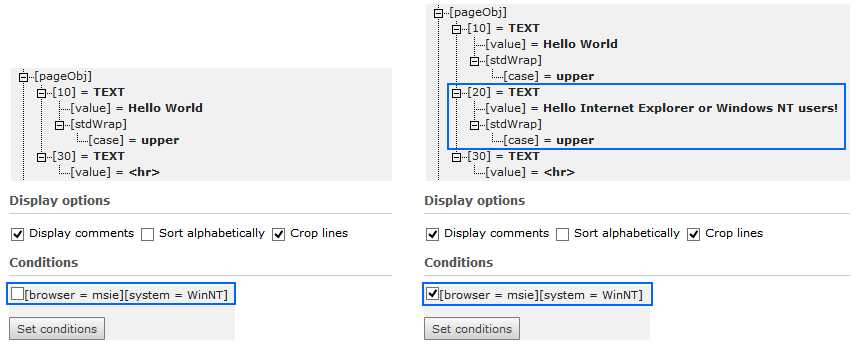 [pageObj]
[10] = TEXT
[value] = Hello World
[stdWrap]
[case] = upper
[30] = TEXT
[value] = <hr>
Display options
Display comments Sort alphabetically Crop lines
Conditions
[browser = msie][system = WinNT]
Set conditions
[pageObj]
[10] = TEXT
[value] = Hello World
[stdWrap]
[case] = upper
[20] = TEXT
[value] = Hello Internet Explorer or Windows NT users!
[stdWrap]
[case] = upper
[30] = TEXT
[value] = <hr>
Display options
Display comments Sort alphabetically Crop lines
Conditions
[browser = msie][system = WinNT]
Set conditions